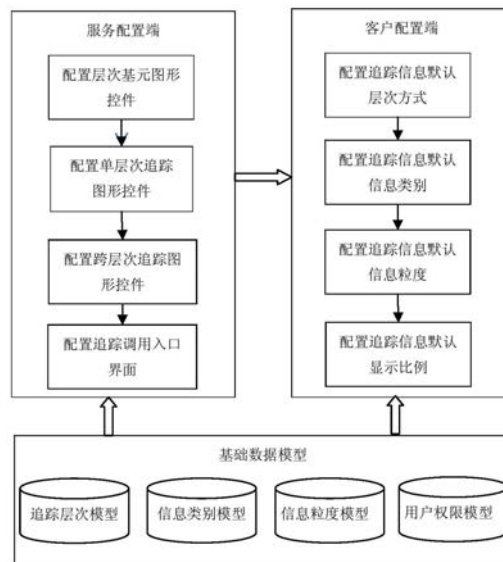 服务配置端
配置层次基元图形
控件
配置单层次追踪
图形控件
配置跨层次追踪图
形控件
配置追踪调用入口
界面
客户配置端
配置追踪信息默认
层次方式
配置追踪信息默认
信息类别
配置追踪信息默认
信息粒度
配置追踪信息默认
显示比例
基础数据模型
追踪层次模型
信息类别模型
信息粒度模型
用户权限模型